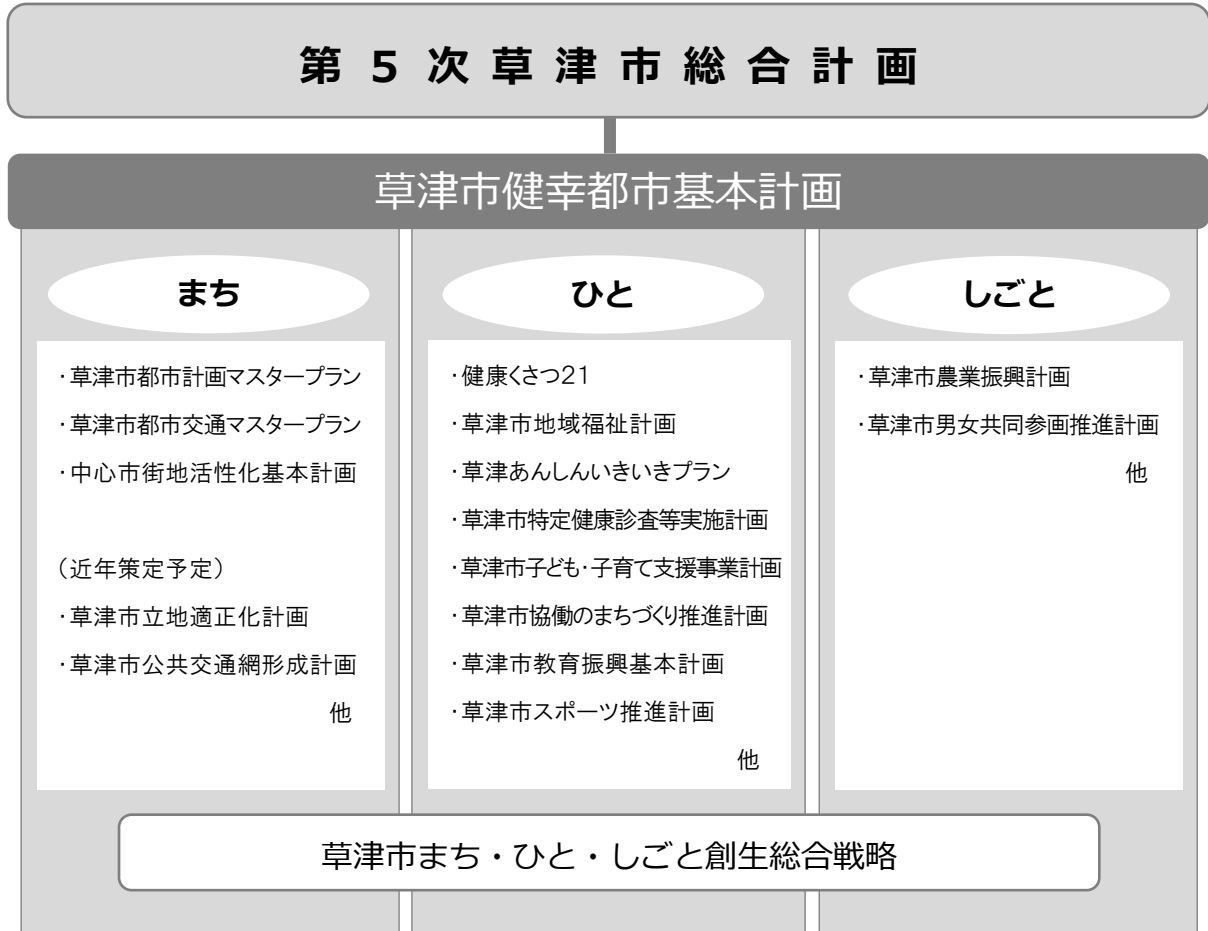 第５次草津市総合計画
草津市健幸都市基本計画
まち
・草津市都市計画マスタープラン
・草津市都市交通マスタープラン
・中心市街地活性化基本計画
（近年策定予定）
・草津市立地適正化計画
・草津市公共交通網形成計画
他
ひと
・健康くさつ21
・草津市地域福祉計画
・草津あんしんいきいきプラン
・草津市特定健康診査等実施計画
・草津市子ども・子育て支援事業計画
・草津市協働のまちづくり推進計画
・草津市教育振興基本計画
・草津市スポーツ推進計画
他
しごと
・草津市農業振興計画
・草津市男女共同参画推進計画
他
草津市まち・ひと・しごと創生総合戦略